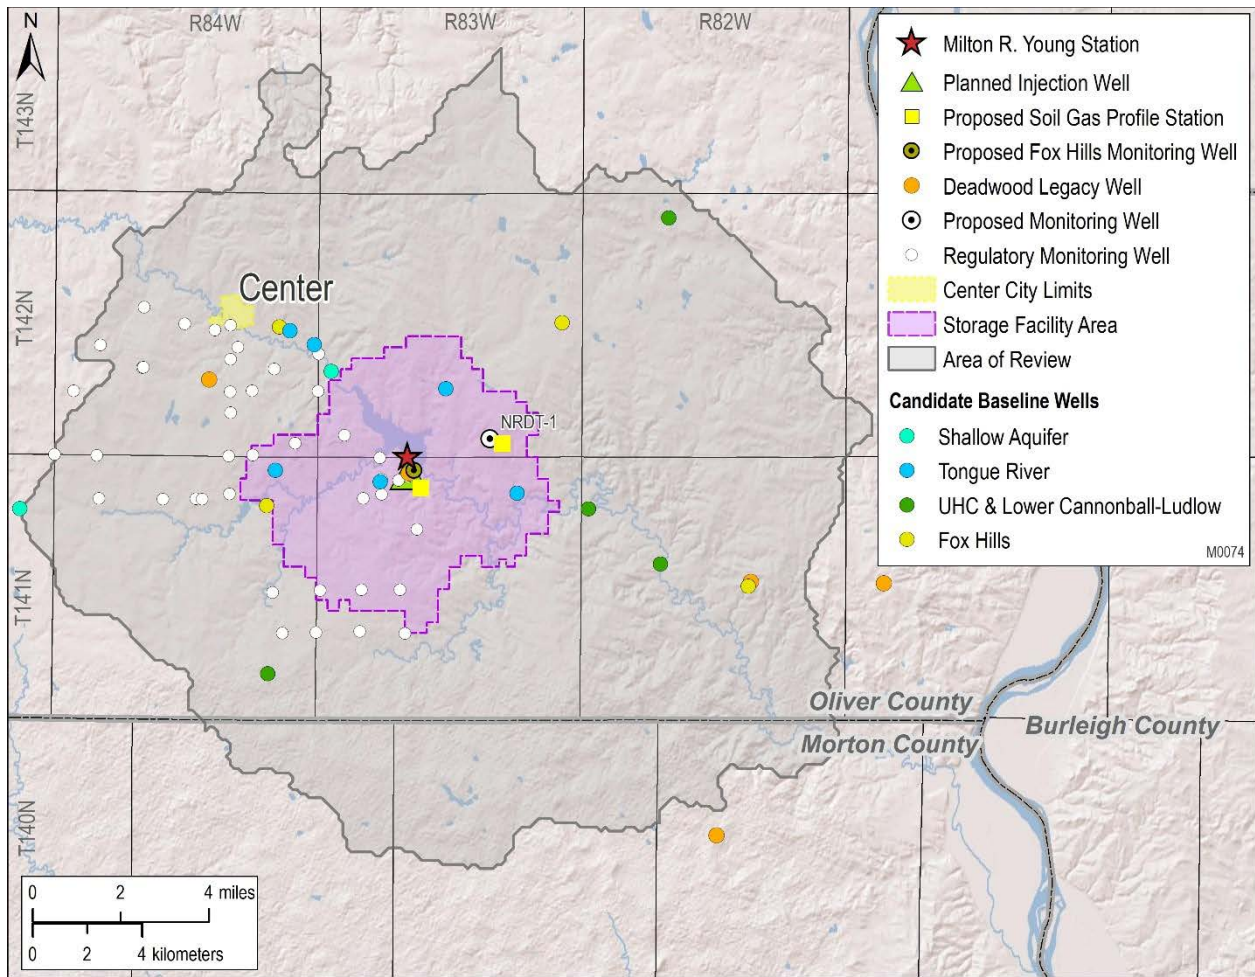 N
R84W
R83W
R82W
T143N
T142N
T141N
T140N
Center
NRDT-1
Oliver County
Morton County
Burleigh County
Milton R. Young Station
Planned Injection Well
Proposed Soil Gas Profile Station
Proposed Fox Hills Monitoring Well
Deadwood Legacy Well
Proposed Monitoring Well
Regulatory Monitoring Well
Center City Limits
Storage Facility Area
Area of Review
Candidate Baseline Wells
Shallow Aquifer
Tongue River
UHC & Lower Cannonball-Ludlow
Fox Hills
M0074
0 2 4 miles
0 2 4 kilometers